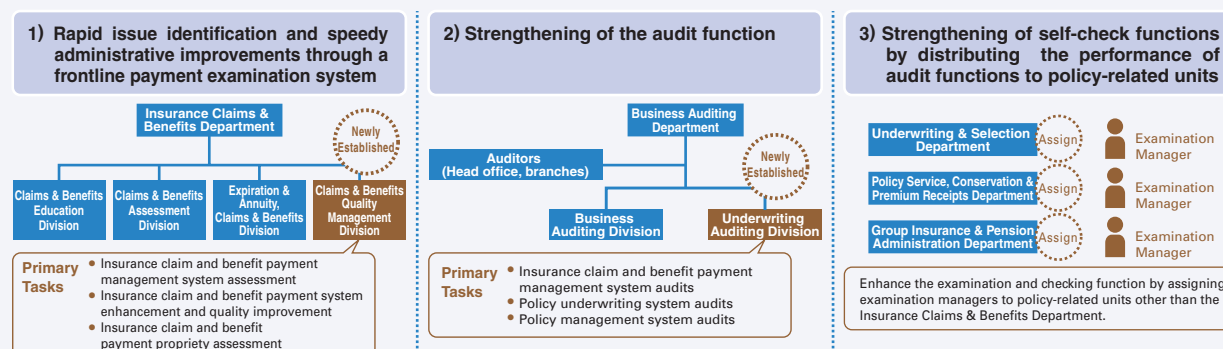 1) Rapid issue identification and speedy
administrative improvements through a
frontline payment examination system
Insurance Claims &
Benefits Department
Newly
Established
Claims & Benefits
Education
Division
Claims & Benefits
Assessment
Division
Expiration &
Annuity,
Claims & Benefits
Division
Claims & Benefits
Quality
Management
Division
Primary
Tasks
• Insurance claim and benefit payment
management system assessment
• Insurance claim and benefit payment system
enhancement and quality improvement
• Insurance claim and benefit
payment propriety assessment
2) Strengthening of the audit function
Business Auditing
Department
Auditors
(Head office, branches)
Newly
Established
Business
Auditing Division
Underwriting
Auditing Division
Primary
Tasks
• Insurance claim and benefit payment
management system audits
• Policy underwriting system audits
• Policy management system audits
3) Strengthening of self-check functions
by distributing the performance of
audit functions to policy-related units
Underwriting & Selection
Department
Assign
Examination
Manager
Policy Service, Conservation &
Premium Receipts Department
Assign
Examination
Manager
Group Insurance & Pension
Administration Department
Assign
Examination
Manager
Enhance the examination and checking function by assigning
examination managers to policy-related units other than the
Insurance Claims & Benefits Department.